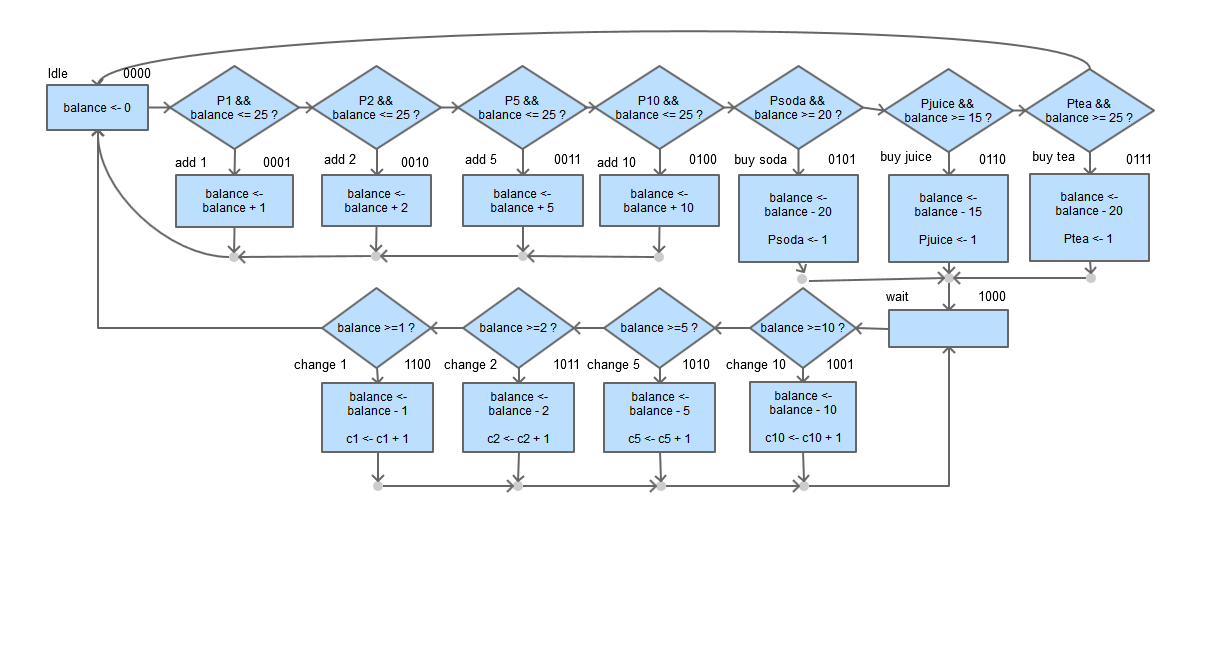 Idle
0000
balance <- 0
P1 &&
balance <= 25 ?
P2 &&
balance <= 25 ?
P5 &&
balance <= 25 ?
P10 &&
balance <= 25 ?
Psoda &&
balance >= 20 ?
Pjuice &&
balance >= 15 ?
Ptea &&
balance >= 25 ?
add 1
0001
add 2
0010
add 5
0011
add 10
0100
buy soda
0101
buy juice
0110
buy tea
0111
balance <-
balance + 1
balance <-
balance + 2
balance <-
balance + 5
balance <-
balance + 10
balance <-
balance - 20
Psoda <- 1
balance <-
balance - 15
Pjuice <- 1
balance <-
balance - 20
Ptea <- 1
wait
1000
balance >=1 ?
balance >=2 ?
balance >=5 ?
balance >=10 ?
change 1
1100
change 2
1011
change 5
1010
change 10
1001
balance <-
balance - 1
c1 <- c1 + 1
balance <-
balance - 2
c2 <- c2 + 1
balance <-
balance - 5
c5 <- c5 + 1
balance <-
balance - 10
c10 <- c10 + 1